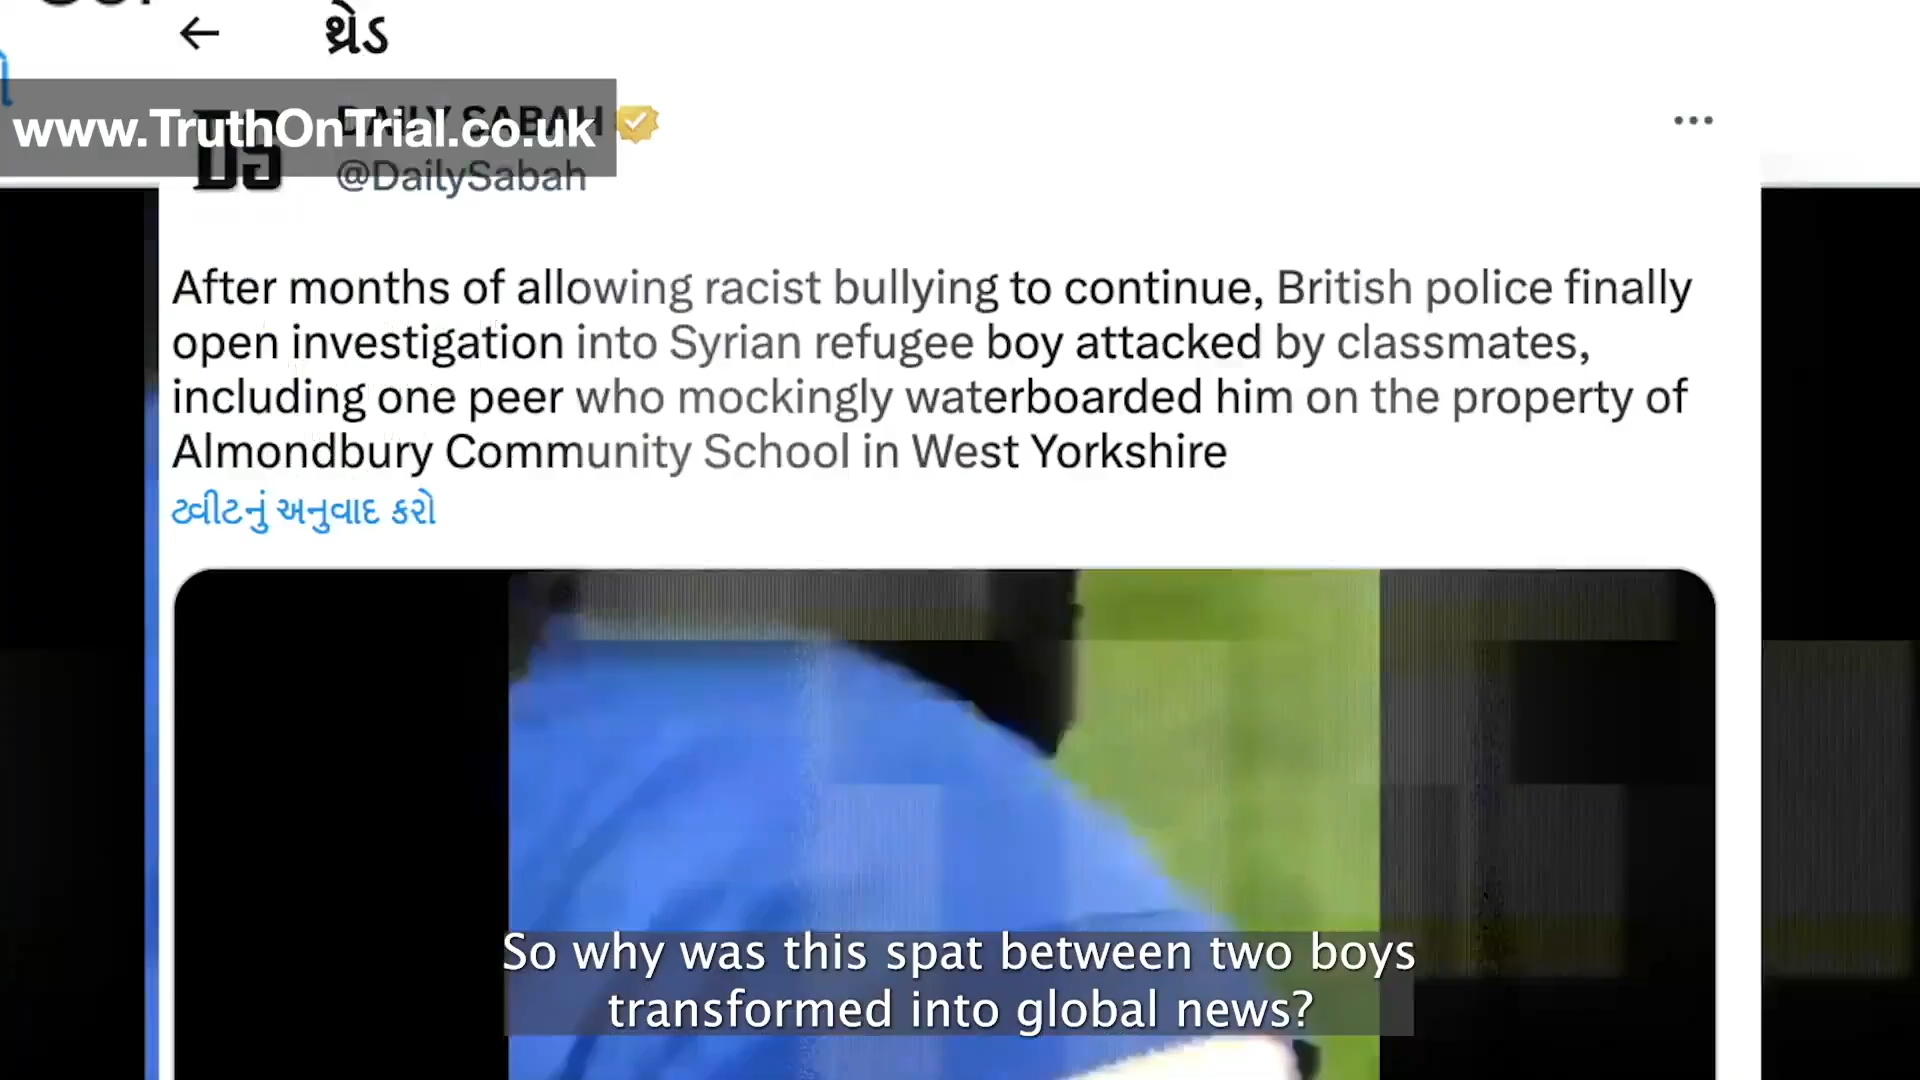 થ્રેડ
www.TruthOnTrial.co.uk
DAILY SABAH
@DailySabah
After months of allowing racist bullying to continue, British police finally
open investigation into Syrian refugee boy attacked by classmates,
including one peer who mockingly waterboarded him on the property of
Almondbury Community School in West Yorkshire
ટ્વીટનું અનુવાદ કરો
So why was this spat between two boys
transformed into global news?